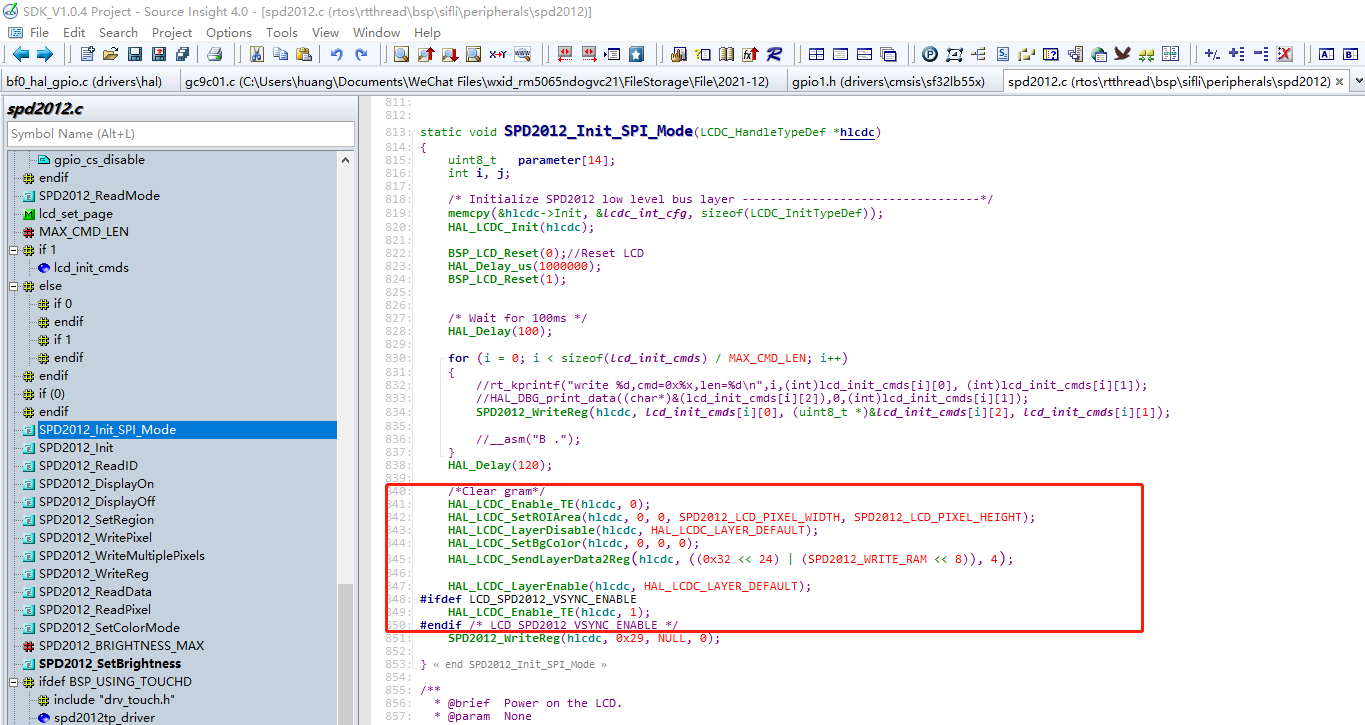 SDK_V1.0.4 Project - Source Insight 4.0 - [spd2012.c (rtos\rtthread\bsp\sifli\peripherals\spd2012)]
File Edit Search Project Options Tools View Window Help
bf0_hal_gpio.c (drivers\hal) gc9c01.c (C:\Users\huang\Documents\WeChat Files\wxid_rm5065ndogvc21\FileStorage\File\2021-12) gpio1.h (drivers\cmsis\sf32lb55x) spd2012.c (rtos\rtthread\bsp\sifli\peripherals\spd2012)
spd2012.c
Symbol Name (Alt+L)
gpio_cs_disable
endif
SPD2012_ReadMode
lcd_set_page
MAX_CMD_LEN
if 1
lcd_init_cmds
else
if 0
endif
if 1
endif
endif
if (0)
endif
SPD2012_Init_SPI_Mode
SPD2012_Init
SPD2012_ReadID
SPD2012_DisplayOn
SPD2012_DisplayOff
SPD2012_SetRegion
SPD2012_WritePixel
SPD2012_WriteMultiplePixels
SPD2012_WriteReg
SPD2012_ReadData
SPD2012_ReadPixel
SPD2012_SetColorMode
SPD2012_BRIGHTNESS_MAX
SPD2012_SetBrightness
ifdef BSP_USING_TOUCHD
include "drv_touch.h"
spd2012tp_driver
811:
812:
813: static void SPD2012_Init_SPI_Mode(LCDC_HandleTypeDef *hlcdc)
814: {
815: uint8_t parameter[14];
816: int i, j;
817:
818: /* Initialize SPD2012 low level bus layer ----------------------------------*/
819: memcpy(&hlcdc->Init, &lcdc_int_cfg, sizeof(LCDC_InitTypeDef));
820: HAL_LCDC_Init(hlcdc);
821:
822: BSP_LCD_Reset(0);//Reset LCD
823: HAL_Delay_us(1000000);
824: BSP_LCD_Reset(1);
825:
826:
827: /* Wait for 100ms */
828: HAL_Delay(100);
829:
830: for (i = 0; i < sizeof(lcd_init_cmds) / MAX_CMD_LEN; i++)
831: {
832: //rt_kprintf("write %d,cmd=0x%x,len=%d\n",i,(int)lcd_init_cmds[i][0], (int)lcd_init_cmds[i][1]);
833: //HAL_DBG_print_data((char*)&(lcd_init_cmds[i][2]),0,(int)lcd_init_cmds[i][1]);
834: SPD2012_WriteReg(hlcdc, lcd_init_cmds[i][0], (uint8_t *)&lcd_init_cmds[i][2], lcd_init_cmds[i][1]);
835:
836: //__asm("B .");
837: }
838: HAL_Delay(120);
839:
840: /*Clear gram*/
841: HAL_LCDC_Enable_TE(hlcdc, 0);
842: HAL_LCDC_SetROIArea(hlcdc, 0, 0, SPD2012_LCD_PIXEL_WIDTH, SPD2012_LCD_PIXEL_HEIGHT);
843: HAL_LCDC_LayerDisable(hlcdc, HAL_LCDC_LAYER_DEFAULT);
844: HAL_LCDC_SetBgColor(hlcdc, 0, 0, 0);
845: HAL_LCDC_SendLayerData2Reg(hlcdc, ((0x32 << 24) | (SPD2012_WRITE_RAM << 8)), 4);
846:
847: HAL_LCDC_LayerEnable(hlcdc, HAL_LCDC_LAYER_DEFAULT);
848: #ifdef LCD_SPD2012_VSYNC_ENABLE
849: HAL_LCDC_Enable_TE(hlcdc, 1);
850: #endif /* LCD_SPD2012_VSYNC_ENABLE */
851: SPD2012_WriteReg(hlcdc, 0x29, NULL, 0);
852:
853: } « end SPD2012_Init_SPI_Mode »
854:
855: /**
856: * @brief Power on the LCD.
857: * @param None